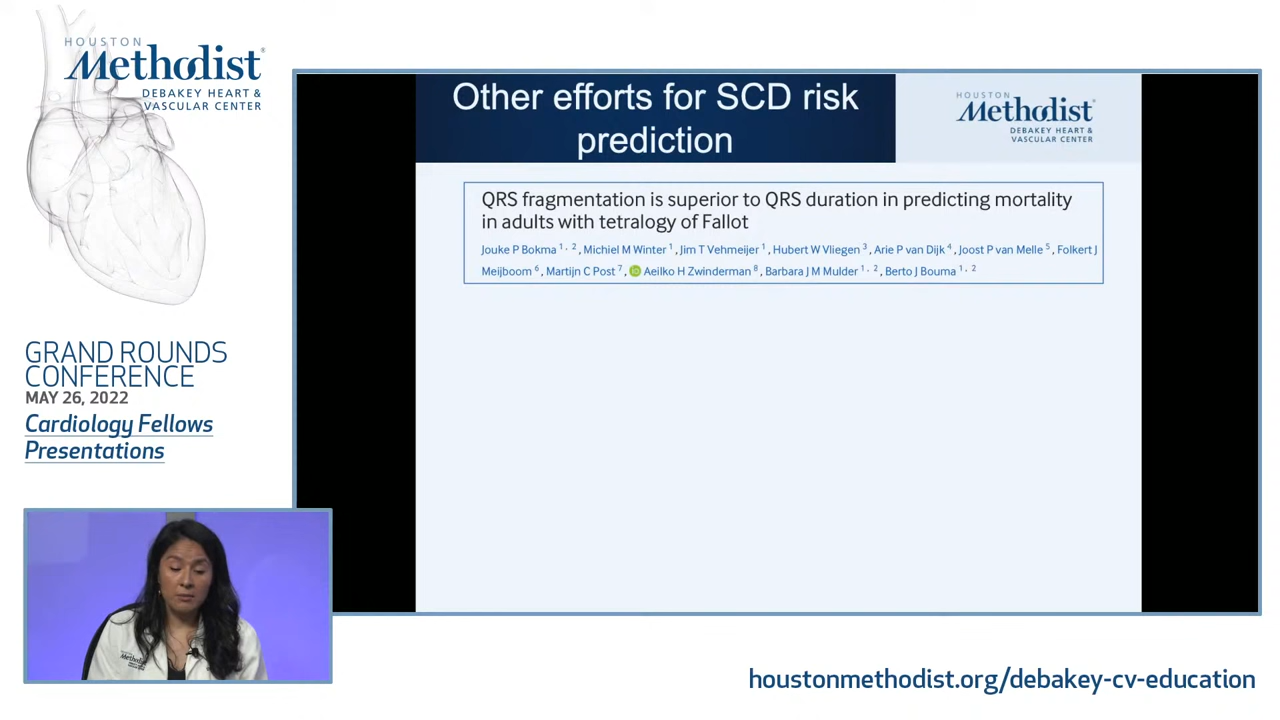 HOUSTON
Methodist
DEBAKEY HEART &
VASCULAR CENTER
GRAND ROUNDS
CONFERENCE
MAY 26, 2022
Cardiology Fellows
Presentations
Other efforts for SCD risk
prediction
HOUSTON
Methodist
DEBAKEY HEART &
VASCULAR CENTER
QRS fragmentation is superior to QRS duration in predicting mortality
in adults with tetralogy of Fallot
Jouke P Bokma 1, 2, Michiel M Winter 1, Jim T Vehmeijer 1, Hubert W Vliegen 3, Arie P van Dijk 4, Joost P van Melle 5, Folkert J
Meijboom 6, Martijn C Post 7, iD Aeilko H Zwinderman 8, Barbara J M Mulder 1, 2, Berto J Bouma 1, 2
Methodist
houstonmethodist.org/debakey-cv-education